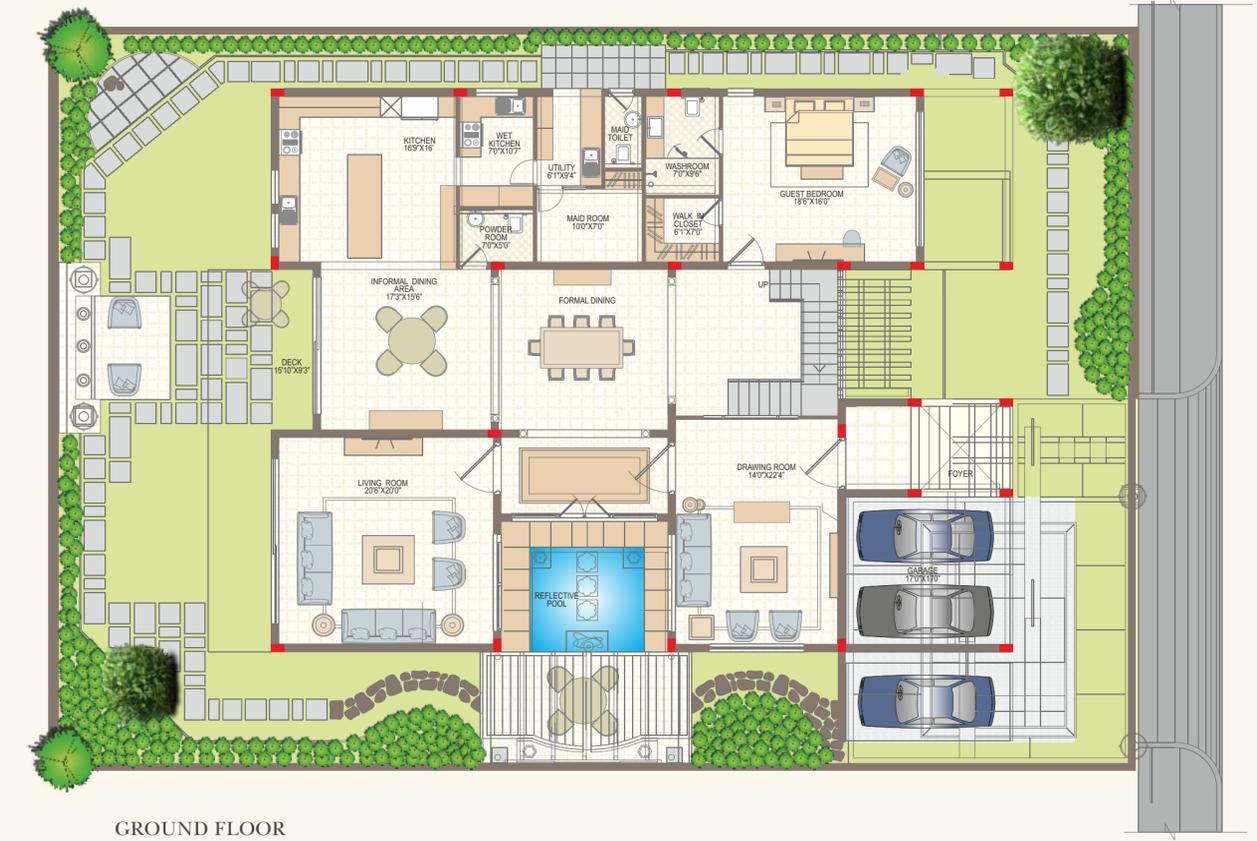 KITCHEN
16'9"X16'
WET
KITCHEN
7'0"X10'7"
UTILITY
6'1"X9'4"
MAID
TOILET
WASHROOM
7'0"X9'6"
GUEST BEDROOM
18'6"X16'0"
POWDER
ROOM
7'0"X5'0"
MAID ROOM
10'0"X7'0"
WALK IN
CLOSET
6'1"X7'0"
INFORMAL DINING
AREA
17'3"X15'6"
FORMAL DINING
UP
DECK
15'10"X9'3"
LIVING ROOM
20'6"X20'0"
DRAWING ROOM
14'0"X22'4"
FOYER
GARAGE
17'0"X17'0"
REFLECTIVE
POOL
GROUND FLOOR